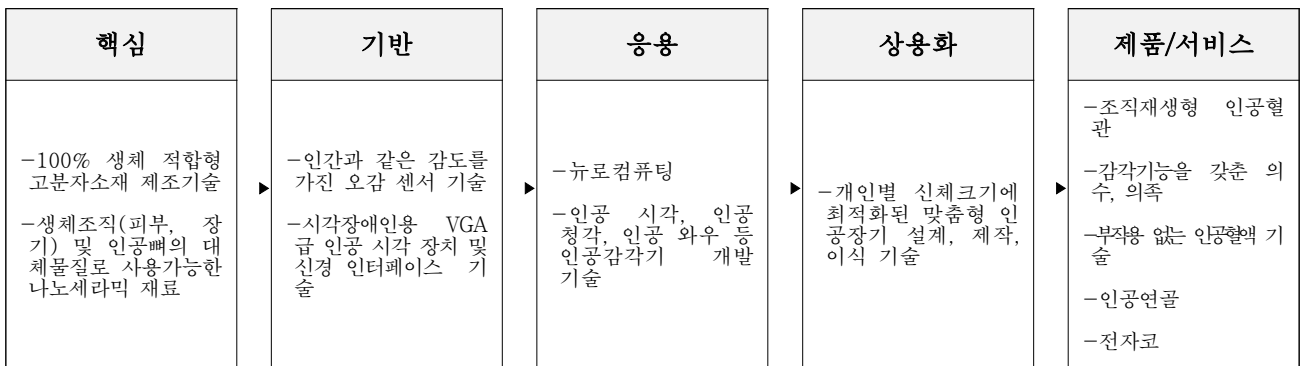 핵심
-100% 생체 적합형
고분자소재 제조기술
-생체조직(피부, 장
기) 및 인공뼈의 대
체물질로 사용가능한
나노세라믹 재료
기반
-인간과 같은 감도를
가진 오감 센서 기술
-시각장애인용 VGA
급 인공 시각 장치 및
신경 인터페이스 기
술
응용
-뉴로컴퓨팅
-인공 시각, 인공
청각, 인공 와우 등
인공감각기 개발
기술
상용화
-개인별 신체크기에
최적화된 맞춤형 인
공장기 설계, 제작,
이식 기술
제품/서비스
-조직재생형 인공혈
관
-감각기능을 갖춘 의
수, 의족
-부작용 없는 인공혈액 기
술
-인공연골
-전자코